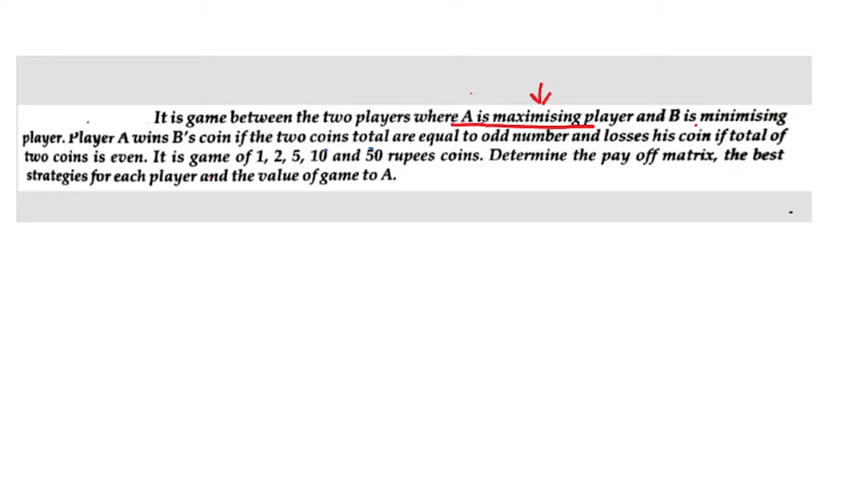 It is game between the two players where A is maximising player and B is minimising
player. Player A wins B's coin if the two coins total are equal to odd number and losses his coin if total of
two coins is even. It is game of 1, 2, 5, 10 and 50 rupees coins. Determine the pay off matrix, the best
strategies for each player and the value of game to A.